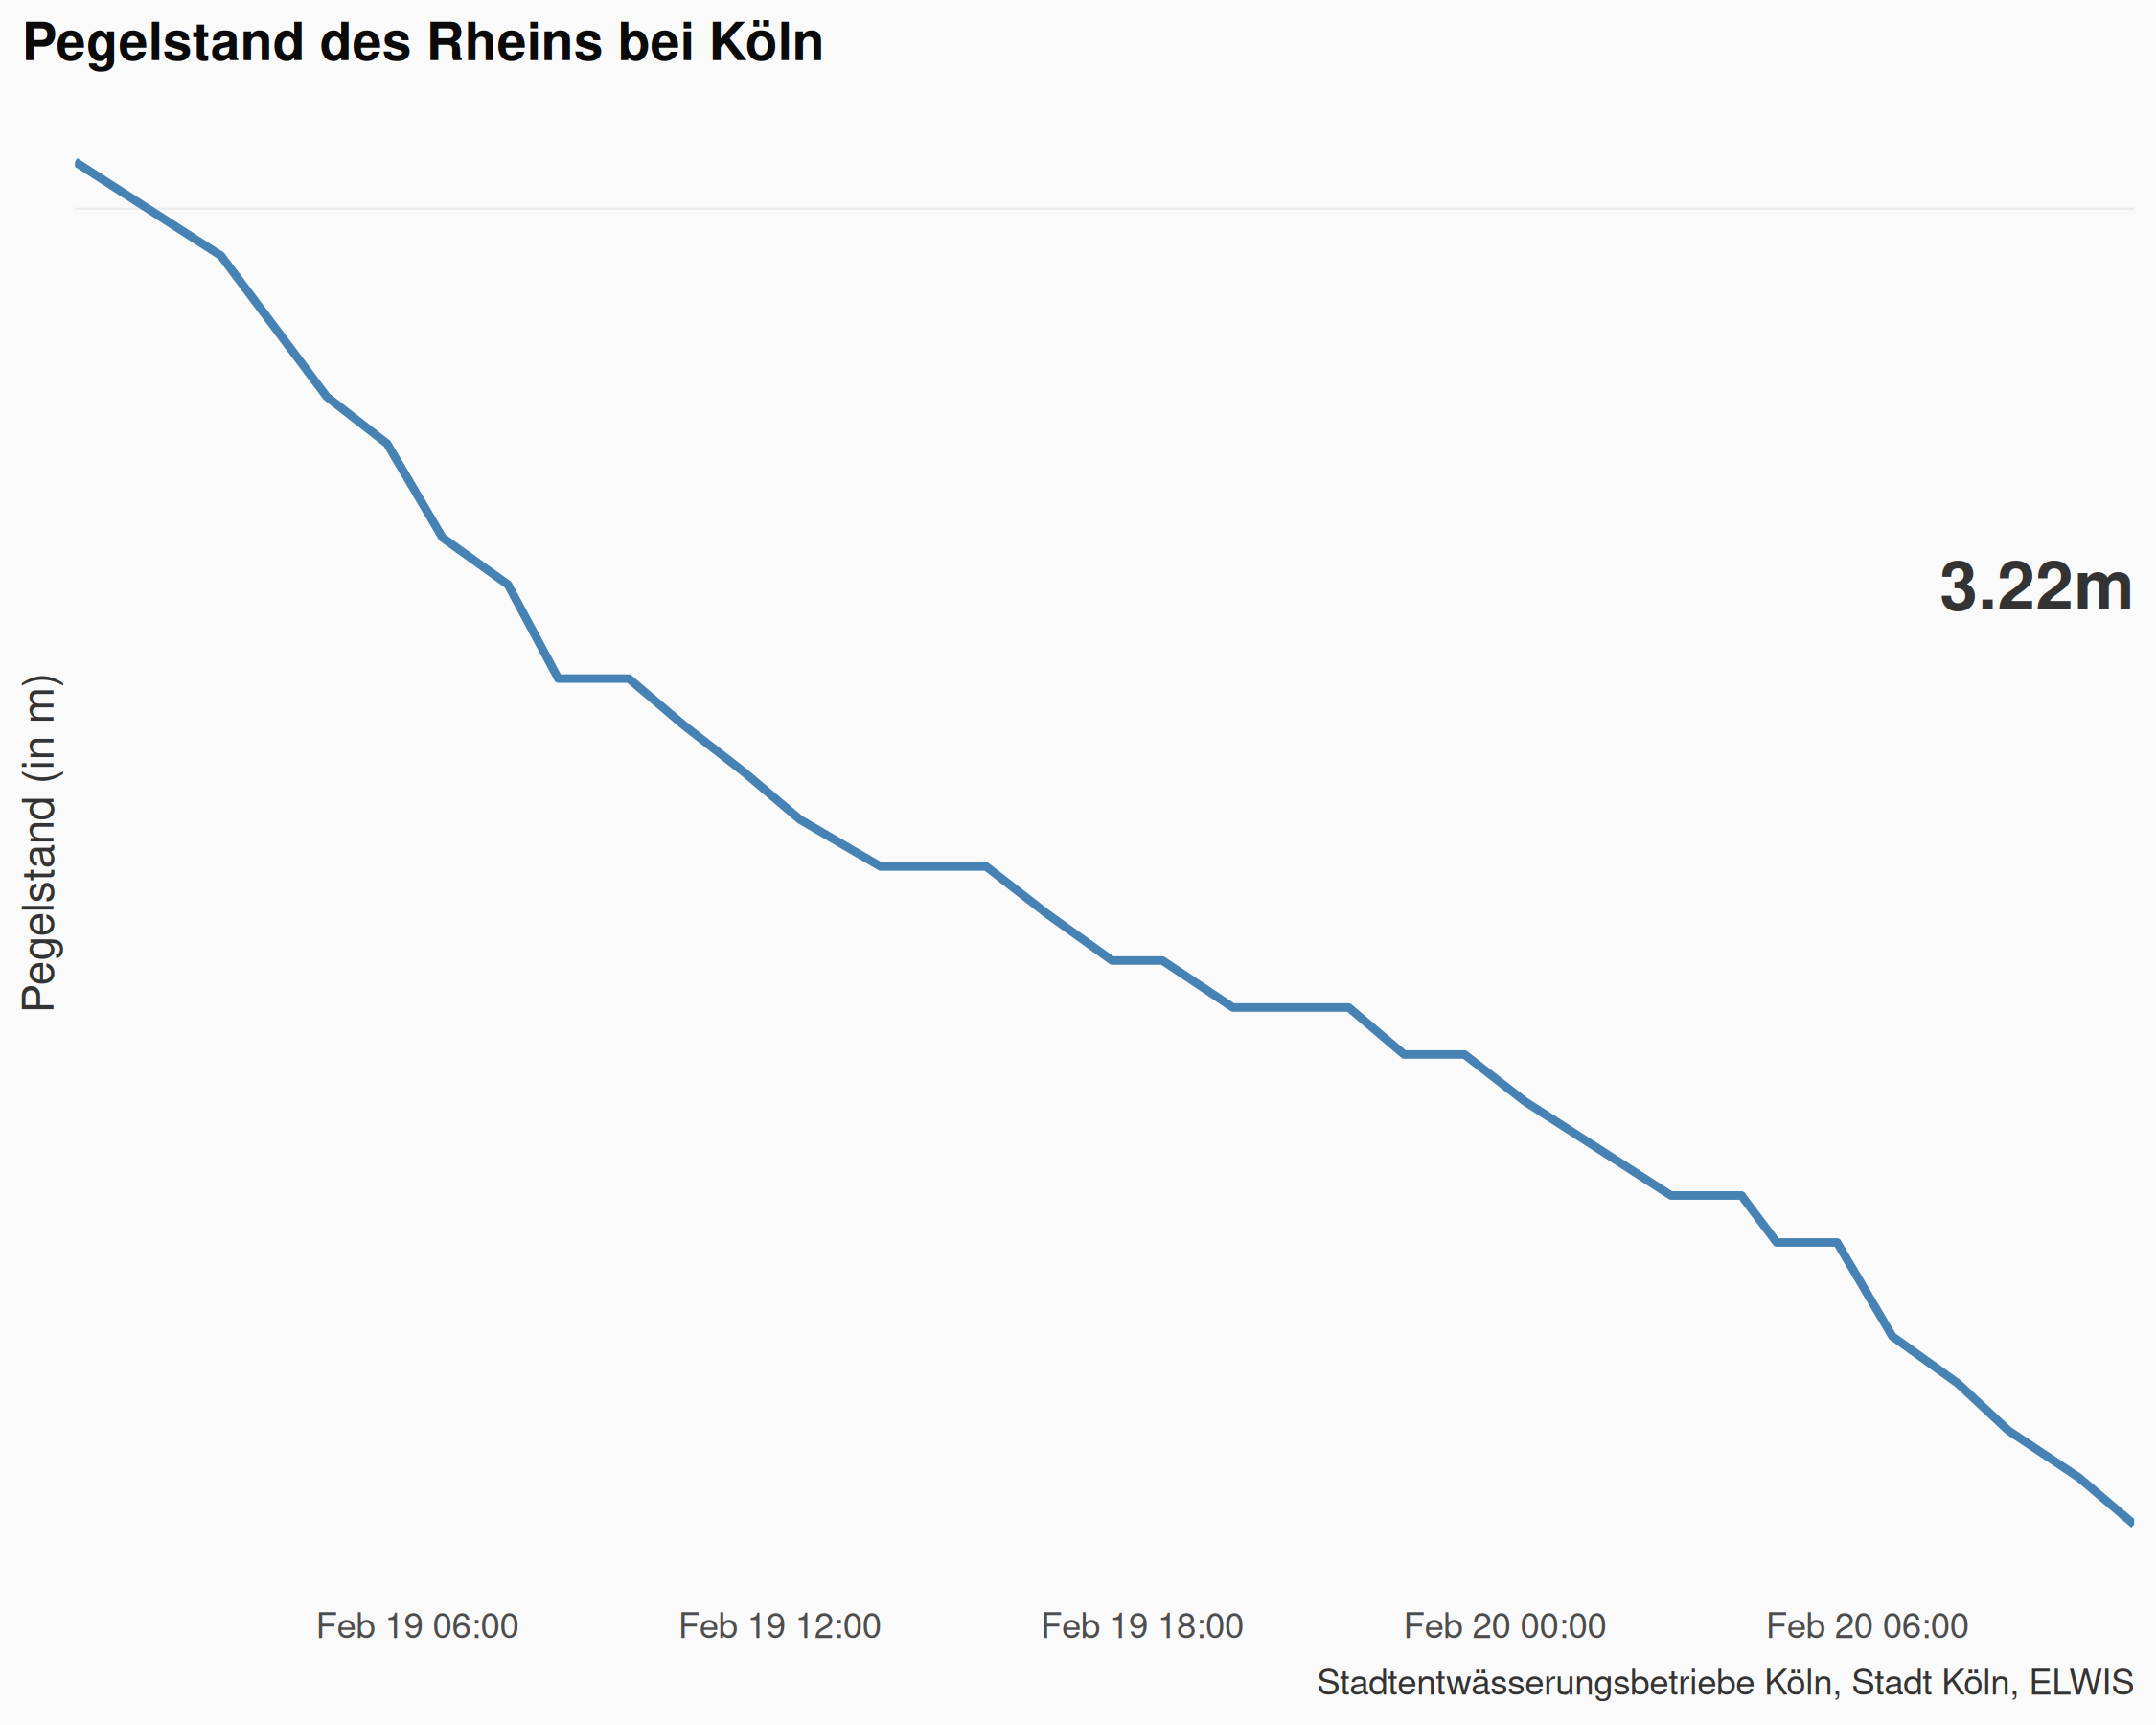 Pegelstand des Rheins bei Köln
3.22m
Pegelstand (in m)
Feb 19 06:00 Feb 19 12:00 Feb 19 18:00 Feb 20 00:00 Feb 20 06:00
Stadtentwässerungsbetriebe Köln, Stadt Köln, ELWIS